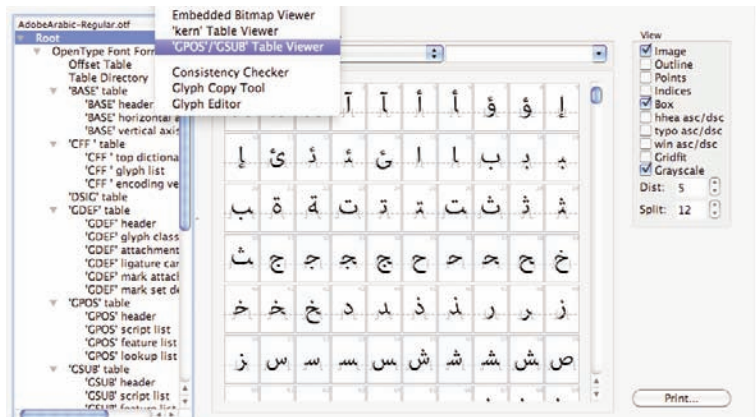 AdobeArabic-Regular.otf
Root
OpenType Font Form
Offset Table
Table Directory
'BASE' table
'BASE' header
'BASE' horizontal a
'BASE' vertical axis
'CFF ' table
'CFF ' top dictiona
'CFF ' glyph list
'CFF ' encoding ve
'DSIG' table
'GDEF' table
'GDEF' header
'GDEF' glyph class
'GDEF' attachment
'GDEF' ligature car
'GDEF' mark attacl
'GDEF' mark set de
'GPOS' table
'GPOS' header
'GPOS' script list
'GPOS' feature list
'GPOS' lookup list
'GSUB' table
'GSUB' header
'GSUB' script list
'GSUB' feature list
Embedded Bitmap Viewer
'kern' Table Viewer
'GPOS'/'GSUB' Table Viewer
Consistency Checker
Glyph Copy Tool
Glyph Editor
آ آ أ أ ؤ ؤ إ
إ ئ ئ ئ ئ ا ا ب ب ب
ب ة ة ت ت ت ت ث ث ث
ث ج ج ج ج ح ح ح ح خ
خ خ خ د د ذ ذ ر ر ز
ز س س س س ش ش ش ش ص
View
Image
Outline
Points
Indices
Box
hhea asc/dsc
typo asc/dsc
win asc/dsc
Gridfit
Grayscale
Dist: 5
Split: 12
Print...